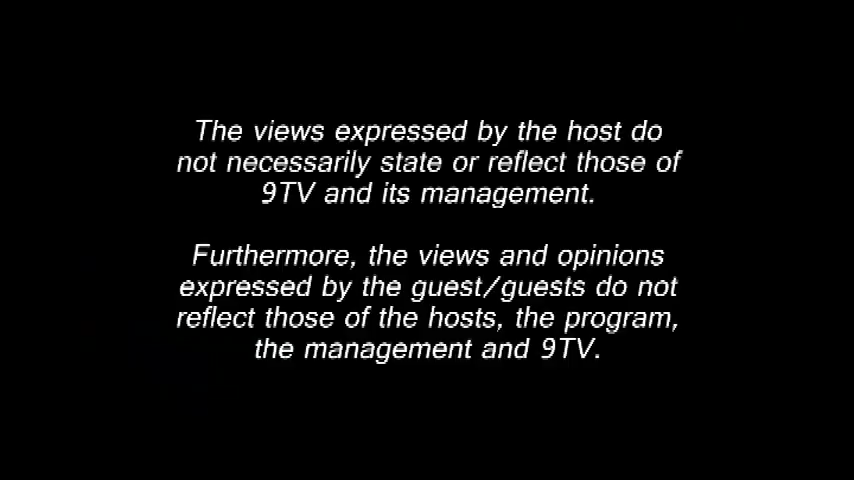 The views expressed by the host do
not necessarily state or reflect those of
9TV and its management.
Furthermore, the views and opinions
expressed by the guest/guests do not
reflect those of the hosts, the program,
the management and 9TV.